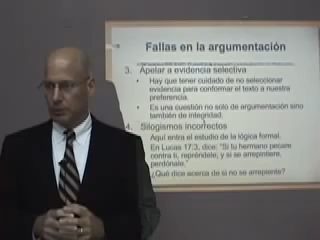 Fallas en la argumentación
3. Apelar a evidencia selectiva
- Hay que tener cuidado de no seleccionar
evidencia para conformar el texto a nuestra
preferencia.
- Es una cuestión no solo de argumentación sino
también de integridad.
4. Silogismos incorrectos
Aquí entra el estudio de la lógica formal.
En Lucas 17:3, dice: "Si tu hermano pecare
contra ti, repréndele; y si se arrepintiere,
perdónale."
¿Qué dice acerca de si no se arrepiente?